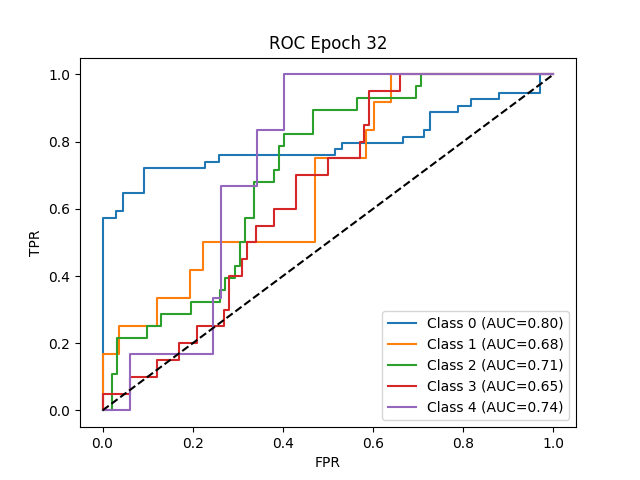 ROC Epoch 32
TPR
1.0
0.8
0.6
0.4
0.2
0.0
Class 0 (AUC=0.80)
Class 1 (AUC=0.68)
Class 2 (AUC=0.71)
Class 3 (AUC=0.65)
Class 4 (AUC=0.74)
0.0 0.2 0.4 0.6 0.8 1.0
FPR